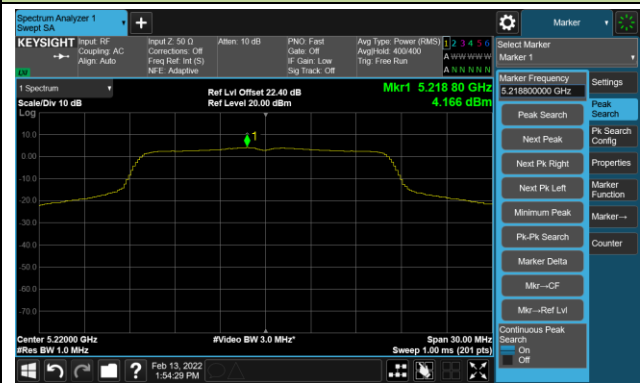 Spectrum Analyzer 1
Swept SA
+
Marker
KEYSIGHT
Input: RF
Coupling: AC
Align: Auto
Input Z: 50 Ω
Corrections: Off
Freq Ref: Int (S)
NFE: Adaptive
Atten: 10 dB
PNO: Fast
Gate: Off
IF Gain: Low
Sig Track: Off
Avg Type: Power (RMS)
Avg|Hold: 400/400
Trig: Free Run
1 2 3 4 5 6
A W W W W W
A N N N N N
LV
Select Marker
Marker 1
1 Spectrum
Scale/Div 10 dB
Ref Lvl Offset 22.40 dB
Ref Level 20.00 dBm
Mkr1 5.218 80 GHz
4.166 dBm
Log
10.0
0.00
-10.0
-20.0
-30.0
-40.0
-50.0
-60.0
-70.0
1
Center 5.22000 GHz
#Res BW 1.0 MHz
#Video BW 3.0 MHz*
Span 30.00 MHz
Sweep 1.00 ms (201 pts)
Marker Frequency
5.218800000 GHz
Peak Search
Next Peak
Next Pk Right
Next Pk Left
Minimum Peak
Pk-Pk Search
Marker Delta
Mkr→CF
Mkr→Ref Lvl
Continuous Peak
Search
On
Off
Settings
Peak
Search
Pk Search
Config
Properties
Marker
Function
Marker→
Counter
?
Feb 13, 2022
1:54:29 PM